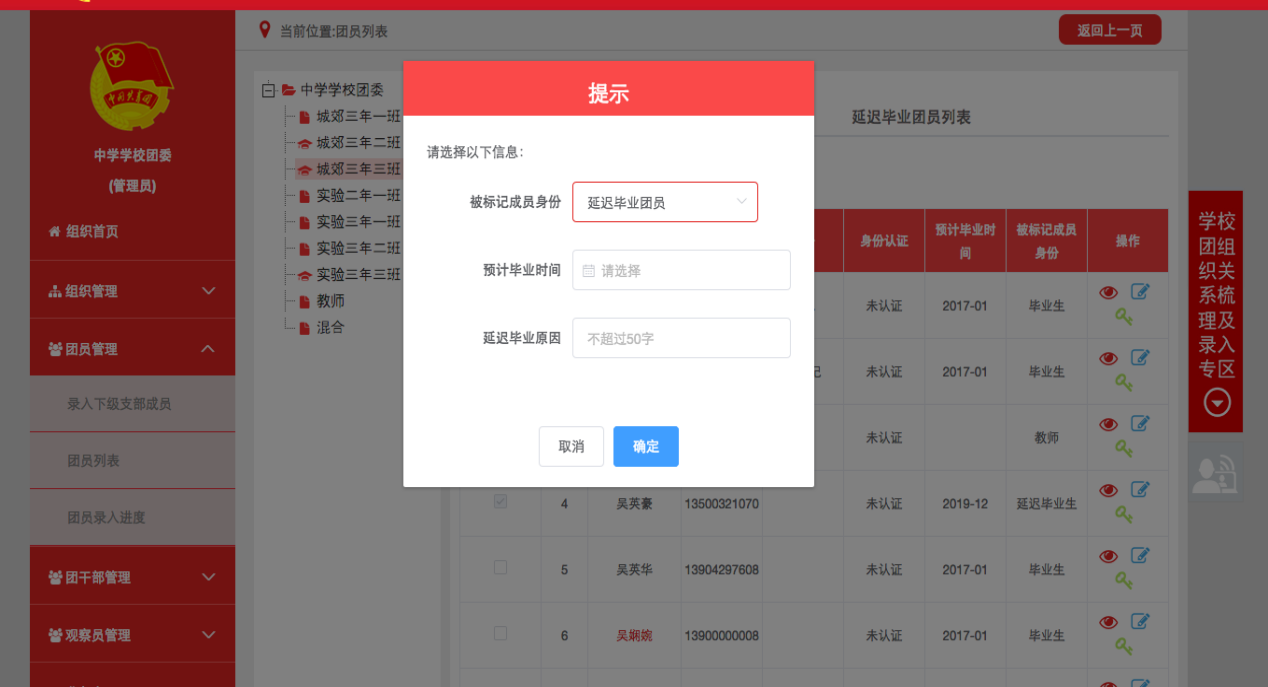 中学学校团委
(管理员)
组织首页
组织管理
团员管理
录入下级支部成员
团员列表
团员录入进度
团干部管理
观察员管理
当前位置:团员列表
返回上一页
中学学校团委
城郊三年一班
城郊三年二班
城郊三年三班
实验二年一班
实验三年一班
实验三年二班
实验三年三班
教师
混合
提示
请选择以下信息:
被标记成员身份 延迟毕业团员
预计毕业时间 请选择
延迟毕业原因 不超过50字
取消 确定
延迟毕业团员列表
身份认证 预计毕业时间 被标记成员身份 操作
未认证 2017-01 毕业生
未认证 2017-01 毕业生
未认证 教师
4 吴英豪 13500321070 未认证 2019-12 延迟毕业生
5 吴英华 13904297608 未认证 2017-01 毕业生
6 吴娴婉 13900000008 未认证 2017-01 毕业生
学校
团组
织关
系梳
理及
录入
专区